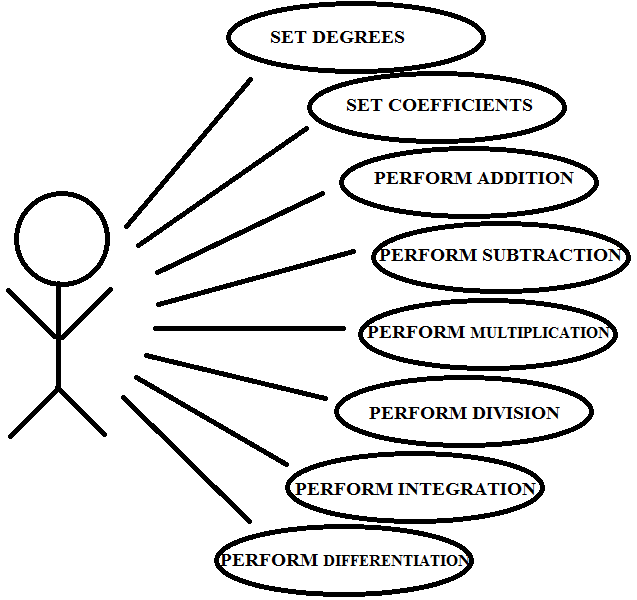 SET DEGREES
SET COEFFICIENTS
PERFORM ADDITION
PERFORM SUBTRACTION
PERFORM MULTIPLICATION
PERFORM DIVISION
PERFORM INTEGRATION
PERFORM DIFFERENTIATION